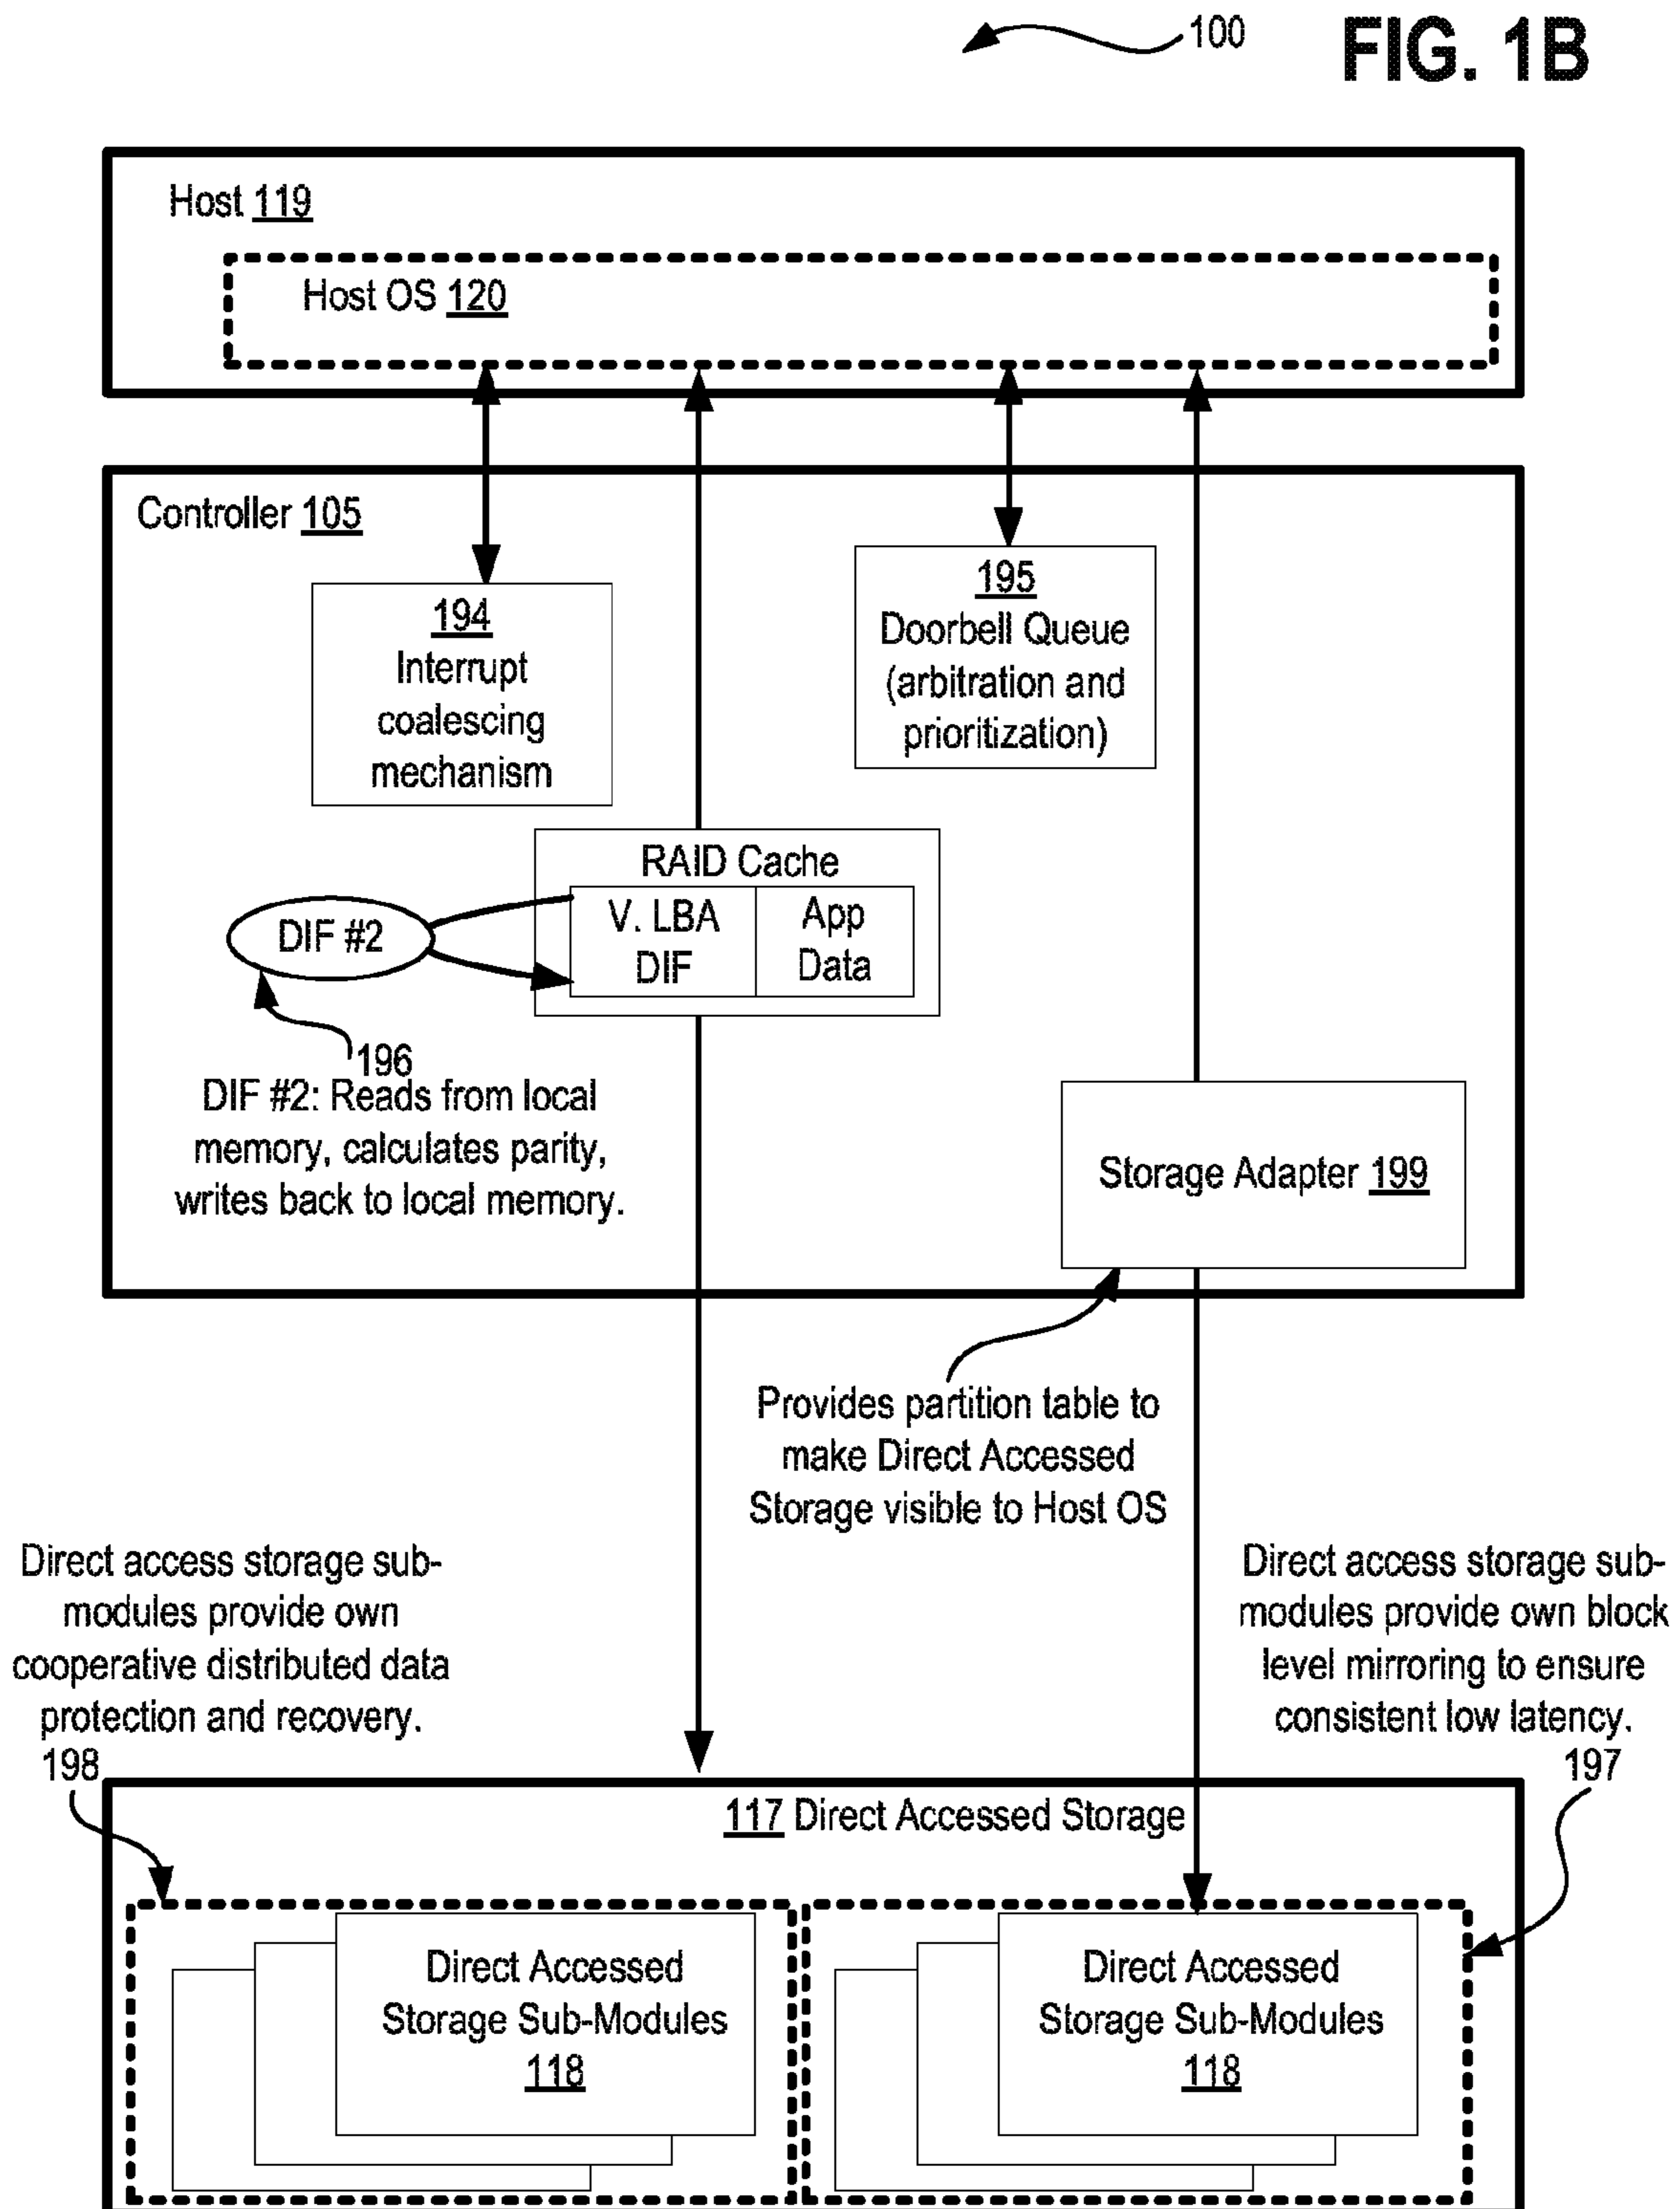 100
FIG. 1B
Host 119
Host OS 120
Controller 105
194
Interrupt
coalescing
mechanism
195
Doorbell Queue
(arbitration and
prioritization)
RAID Cache
V. LBA
DIF
App
Data
DIF #2
196
DIF #2: Reads from local
memory, calculates parity,
writes back to local memory.
Storage Adapter 199
Provides partition table to
make Direct Accessed
Storage visible to Host OS
Direct access storage sub-
modules provide own
cooperative distributed data
protection and recovery.
198
Direct access storage sub-
modules provide own block
level mirroring to ensure
consistent low latency.
197
117 Direct Accessed Storage
Direct Accessed
Storage Sub-Modules
118
Direct Accessed
Storage Sub-Modules
118